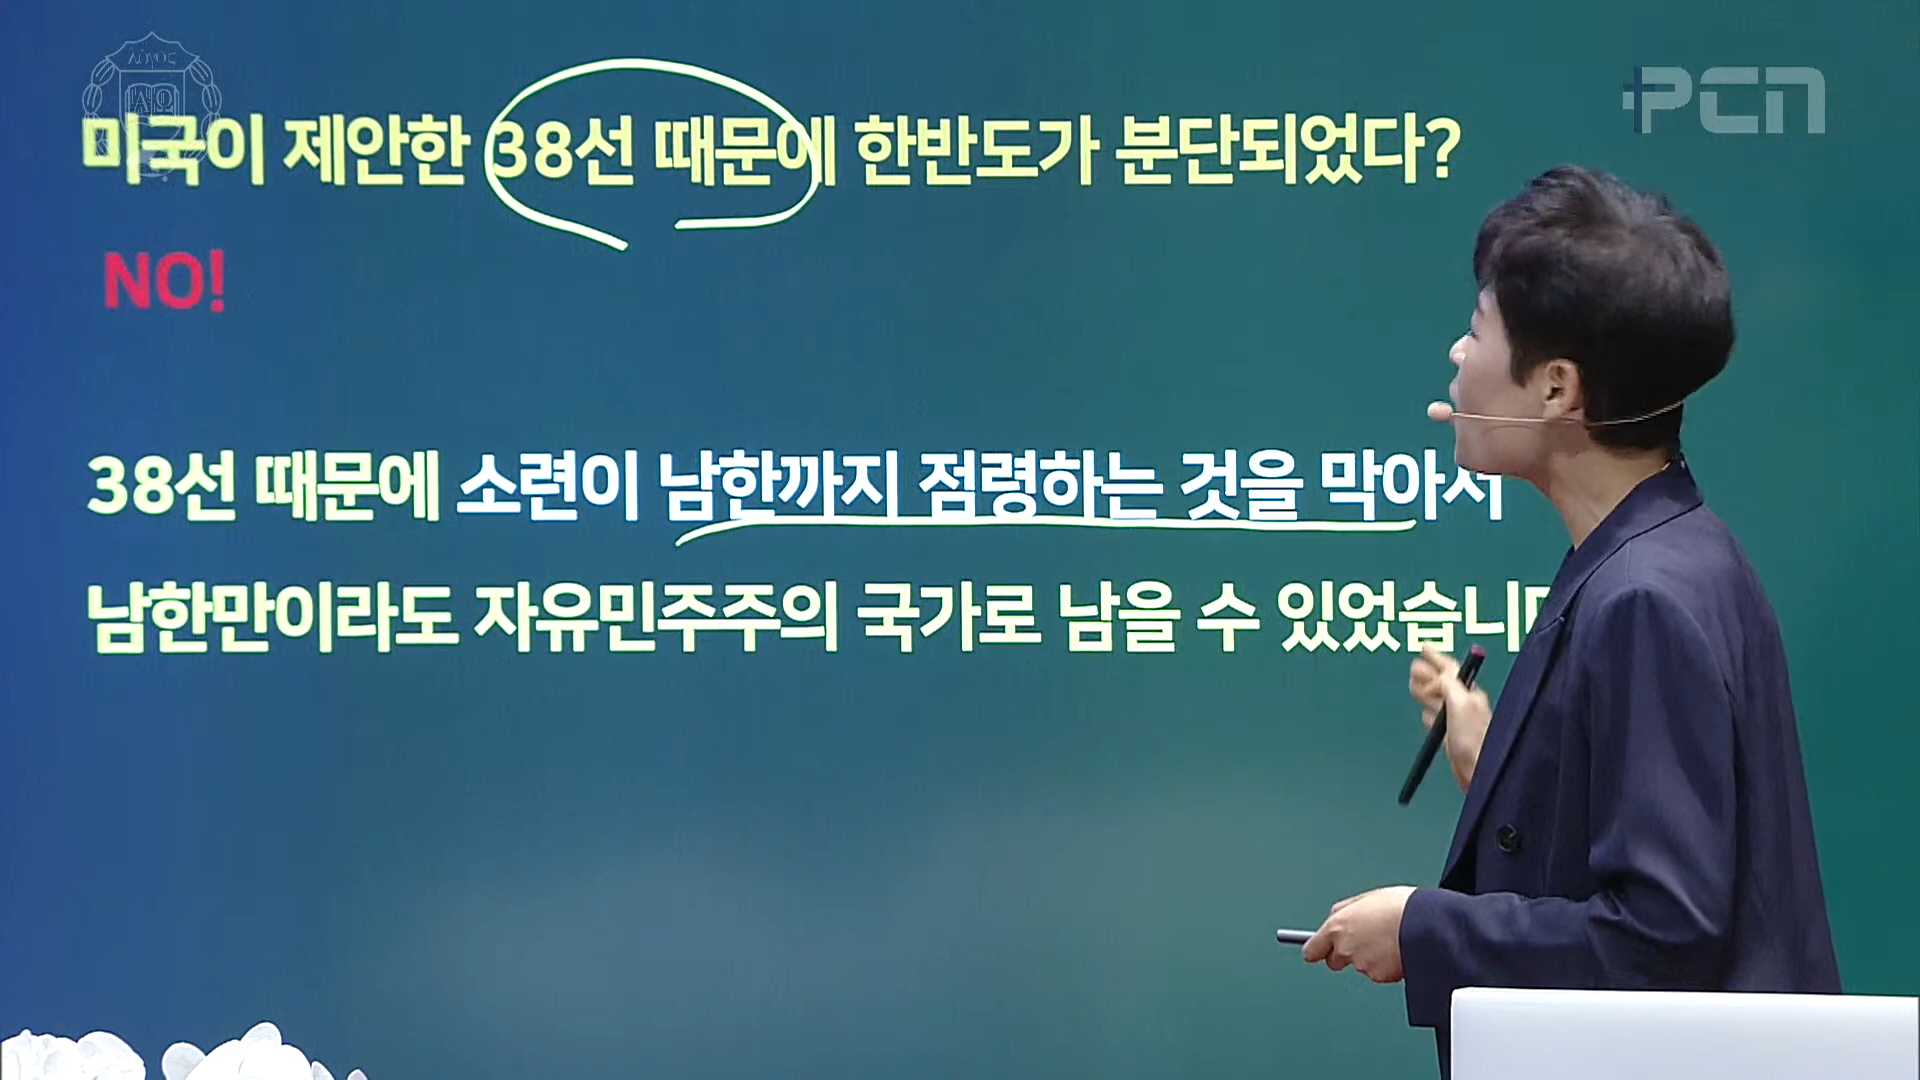 λόγος
PCN
ΑΩ
미국이 제안한 38선 때문에 한반도가 분단되었다?
NO!
38선 때문에 소련이 남한까지 점령하는 것을 막아서
남한만이라도 자유민주주의 국가로 남을 수 있었습니다